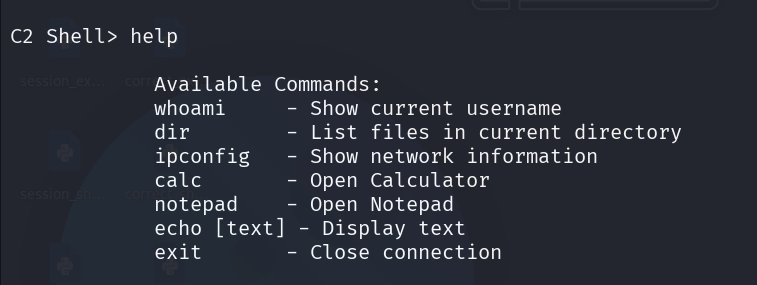 C2 Shell> help
Available Commands:
whoami - Show current username
dir - List files in current directory
ipconfig - Show network information
calc - Open Calculator
notepad - Open Notepad
echo [text] - Display text
exit - Close connection